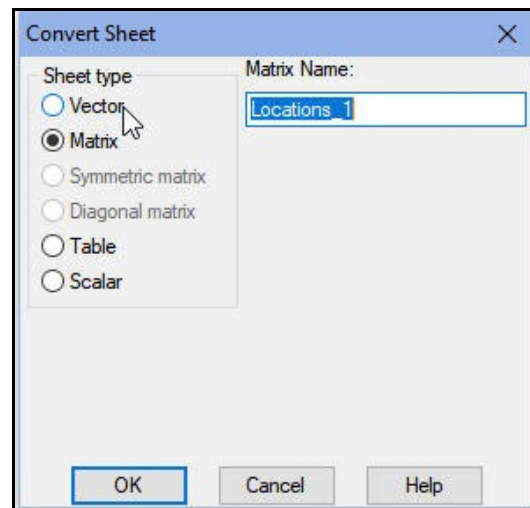 Convert Sheet
Sheet type
Vector
Matrix
Symmetric matrix
Diagonal matrix
Table
Scalar
Matrix Name:
Locations_1
OK
Cancel
Help